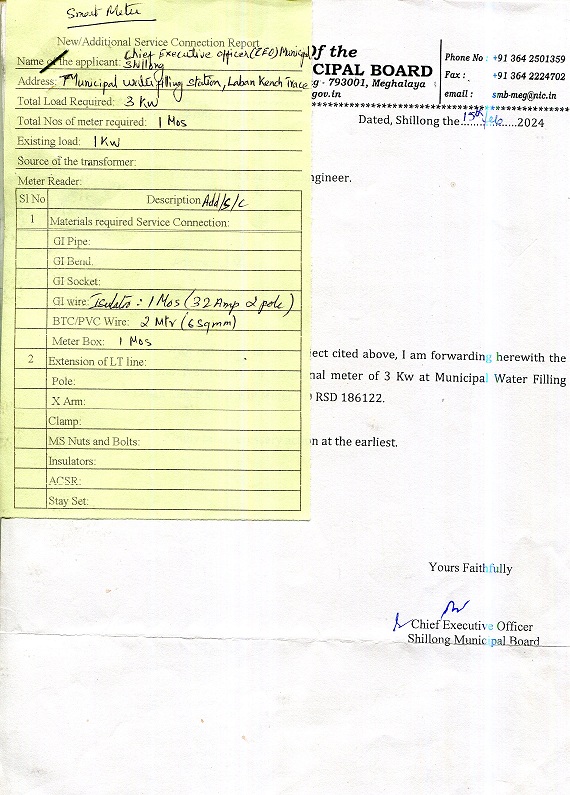 Smart Meter
New/Additional Service Connection Report
Name of the applicant: Chief Executive officer (CEO) Municipal
Shillong
Address: Municipal water filling station, Laban Kench Trace
Total Load Required: 3 Kw
Total Nos of meter required: 1 Nos
Existing load: 1 Kw
Source of the transformer:
Meter Reader:
Sl No Description Add/S/C
1 Materials required Service Connection:
GI Pipe:
GI Bend.
GI Socket:
GI wire: Isolator : 1 Nos (32 Amp 2 pole)
BTC/PVC Wire: 2 Mtr (6 Sqmm)
Meter Box: 1 Nos
2 Extension of LT line:
Pole:
X Arm:
Clamp:
MS Nuts and Bolts:
Insulators:
ACSR:
Stay Set:
Of the
CIPAL BOARD
g - 793001, Meghalaya
gov.in
Phone No : +91 364 2501359
Fax : +91 364 2224702
email : smb-meg@nic.in
Dated, Shillong the 15th Feb 2024
ngineer.
ject cited above, I am forwarding herewith the
nal meter of 3 Kw at Municipal Water Filling
RSD 186122.
n at the earliest.
Yours Faithfully
Chief Executive Officer
Shillong Municipal Board